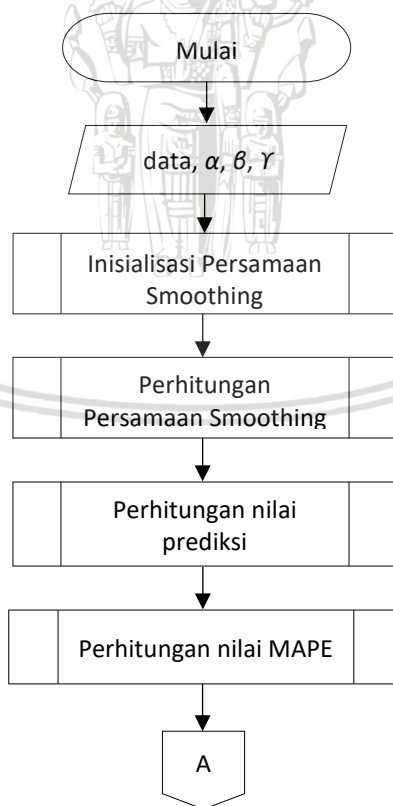 Mulai
data, α, β, ϒ
Inisialisasi Persamaan
Smoothing
Perhitungan
Persamaan Smoothing
Perhitungan nilai
prediksi
Perhitungan nilai MAPE
A